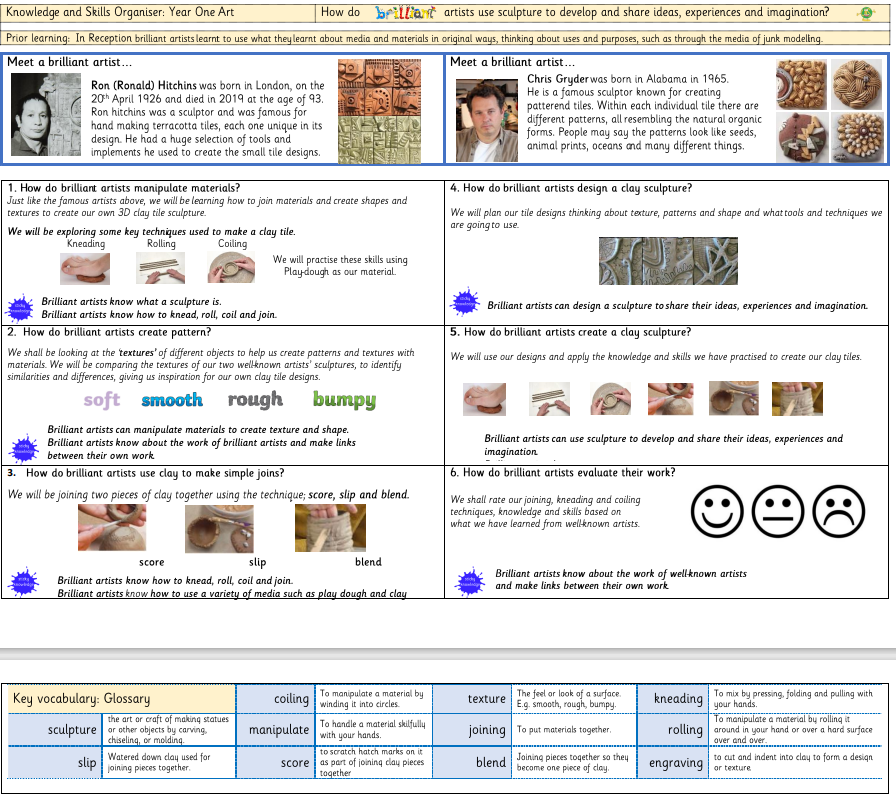 Knowledge and Skills Organiser: Year One Art
How do brilliant artists use sculpture to develop and share ideas, experiences and imagination?
Prior learning: In Reception brilliant artists learnt to use what they learnt about media and materials in original ways, thinking about uses and purposes, such as through the media of junk modelling.
Meet a brilliant artist...
Ron (Ronald) Hitchins was born in London, on the
20th April 1926 and died in 2019 at the age of 93.
Ron hitchins was a sculptor and was famous for
hand making terracotta tiles, each one unique in its
design. He had a huge selection of tools and
implements he used to create the small tile designs.
Meet a brilliant artist...
Chris Gryder was born in Alabama in 1965.
He is a famous sculptor known for creating
patterend tiles. Within each individual tile there are
different patterns, all resembling the natural organic
forms. People may say the patterns look like seeds,
animal prints, oceans and many different things.
1. How do brilliant artists manipulate materials?
Just like the famous artists above, we will be learning how to join materials and create shapes and
textures to create our own 3D clay tile sculpture.
We will be exploring some key techniques used to make a clay tile.
Kneading Rolling Coiling
We will practise these skills using
Play-dough as our material.
sticky knowledge
Brilliant artists know what a sculpture is.
Brilliant artists know how to knead, roll, coil and join.
4. How do brilliant artists design a clay sculpture?
We will plan our tile designs thinking about texture, patterns and shape and what tools and techniques we
are going to use.
sticky knowledge
Brilliant artists can design a sculpture to share their ideas, experiences and imagination.
2. How do brilliant artists create pattern?
We shall be looking at the 'textures' of different objects to help us create patterns and textures with
materials. We will be comparing the textures of our two well-known artists' sculptures, to identify
similarities and differences, giving us inspiration for our own clay tile designs.
soft smooth rough bumpy
sticky knowledge
Brilliant artists can manipulate materials to create texture and shape.
Brilliant artists know about the work of brilliant artists and make links
between their own work.
5. How do brilliant artists create a clay sculpture?
We will use our designs and apply the knowledge and skills we have practised to create our clay tiles.
Brilliant artists can use sculpture to develop and share their ideas, experiences and
imagination.
3. How do brilliant artists use clay to make simple joins?
We will be joining two pieces of clay together using the technique; score, slip and blend.
score slip blend
sticky knowledge
Brilliant artists know how to knead, roll, coil and join.
Brilliant artists know how to use a variety of media such as play dough and clay
6. How do brilliant artists evaluate their work?
We shall rate our joining, kneading and coiling
techniques, knowledge and skills based on
what we have learned from well-known artists.
sticky knowledge
Brilliant artists know about the work of well-known artists
and make links between their own work.
Key vocabulary: Glossary
coiling
To manipulate a material by
winding it into circles.
texture
The feel or look of a surface.
E.g. smooth, rough, bumpy.
kneading
To mix by pressing, folding and pulling with
your hands.
sculpture
the art or craft of making statues
or other objects by carving,
chiseling, or molding.
manipulate
To handle a material skilfully
with your hands.
joining
To put materials together.
rolling
To manipulate a material by rolling it
around in your hand or over a hard surface
over and over.
slip
Watered down clay used for
joining pieces together.
score
to scratch hatch marks on it
as part of joining clay pieces
together
blend
Joining pieces together so they
become one piece of clay.
engraving
to cut and indent into clay to form a design
or texture